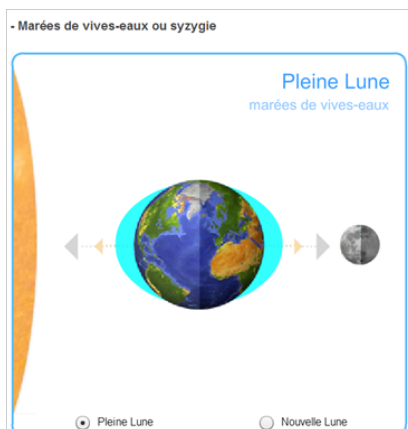 - Marées de vives-eaux ou syzygie
Pleine Lune
marées de vives-eaux
Pleine Lune
Nouvelle Lune